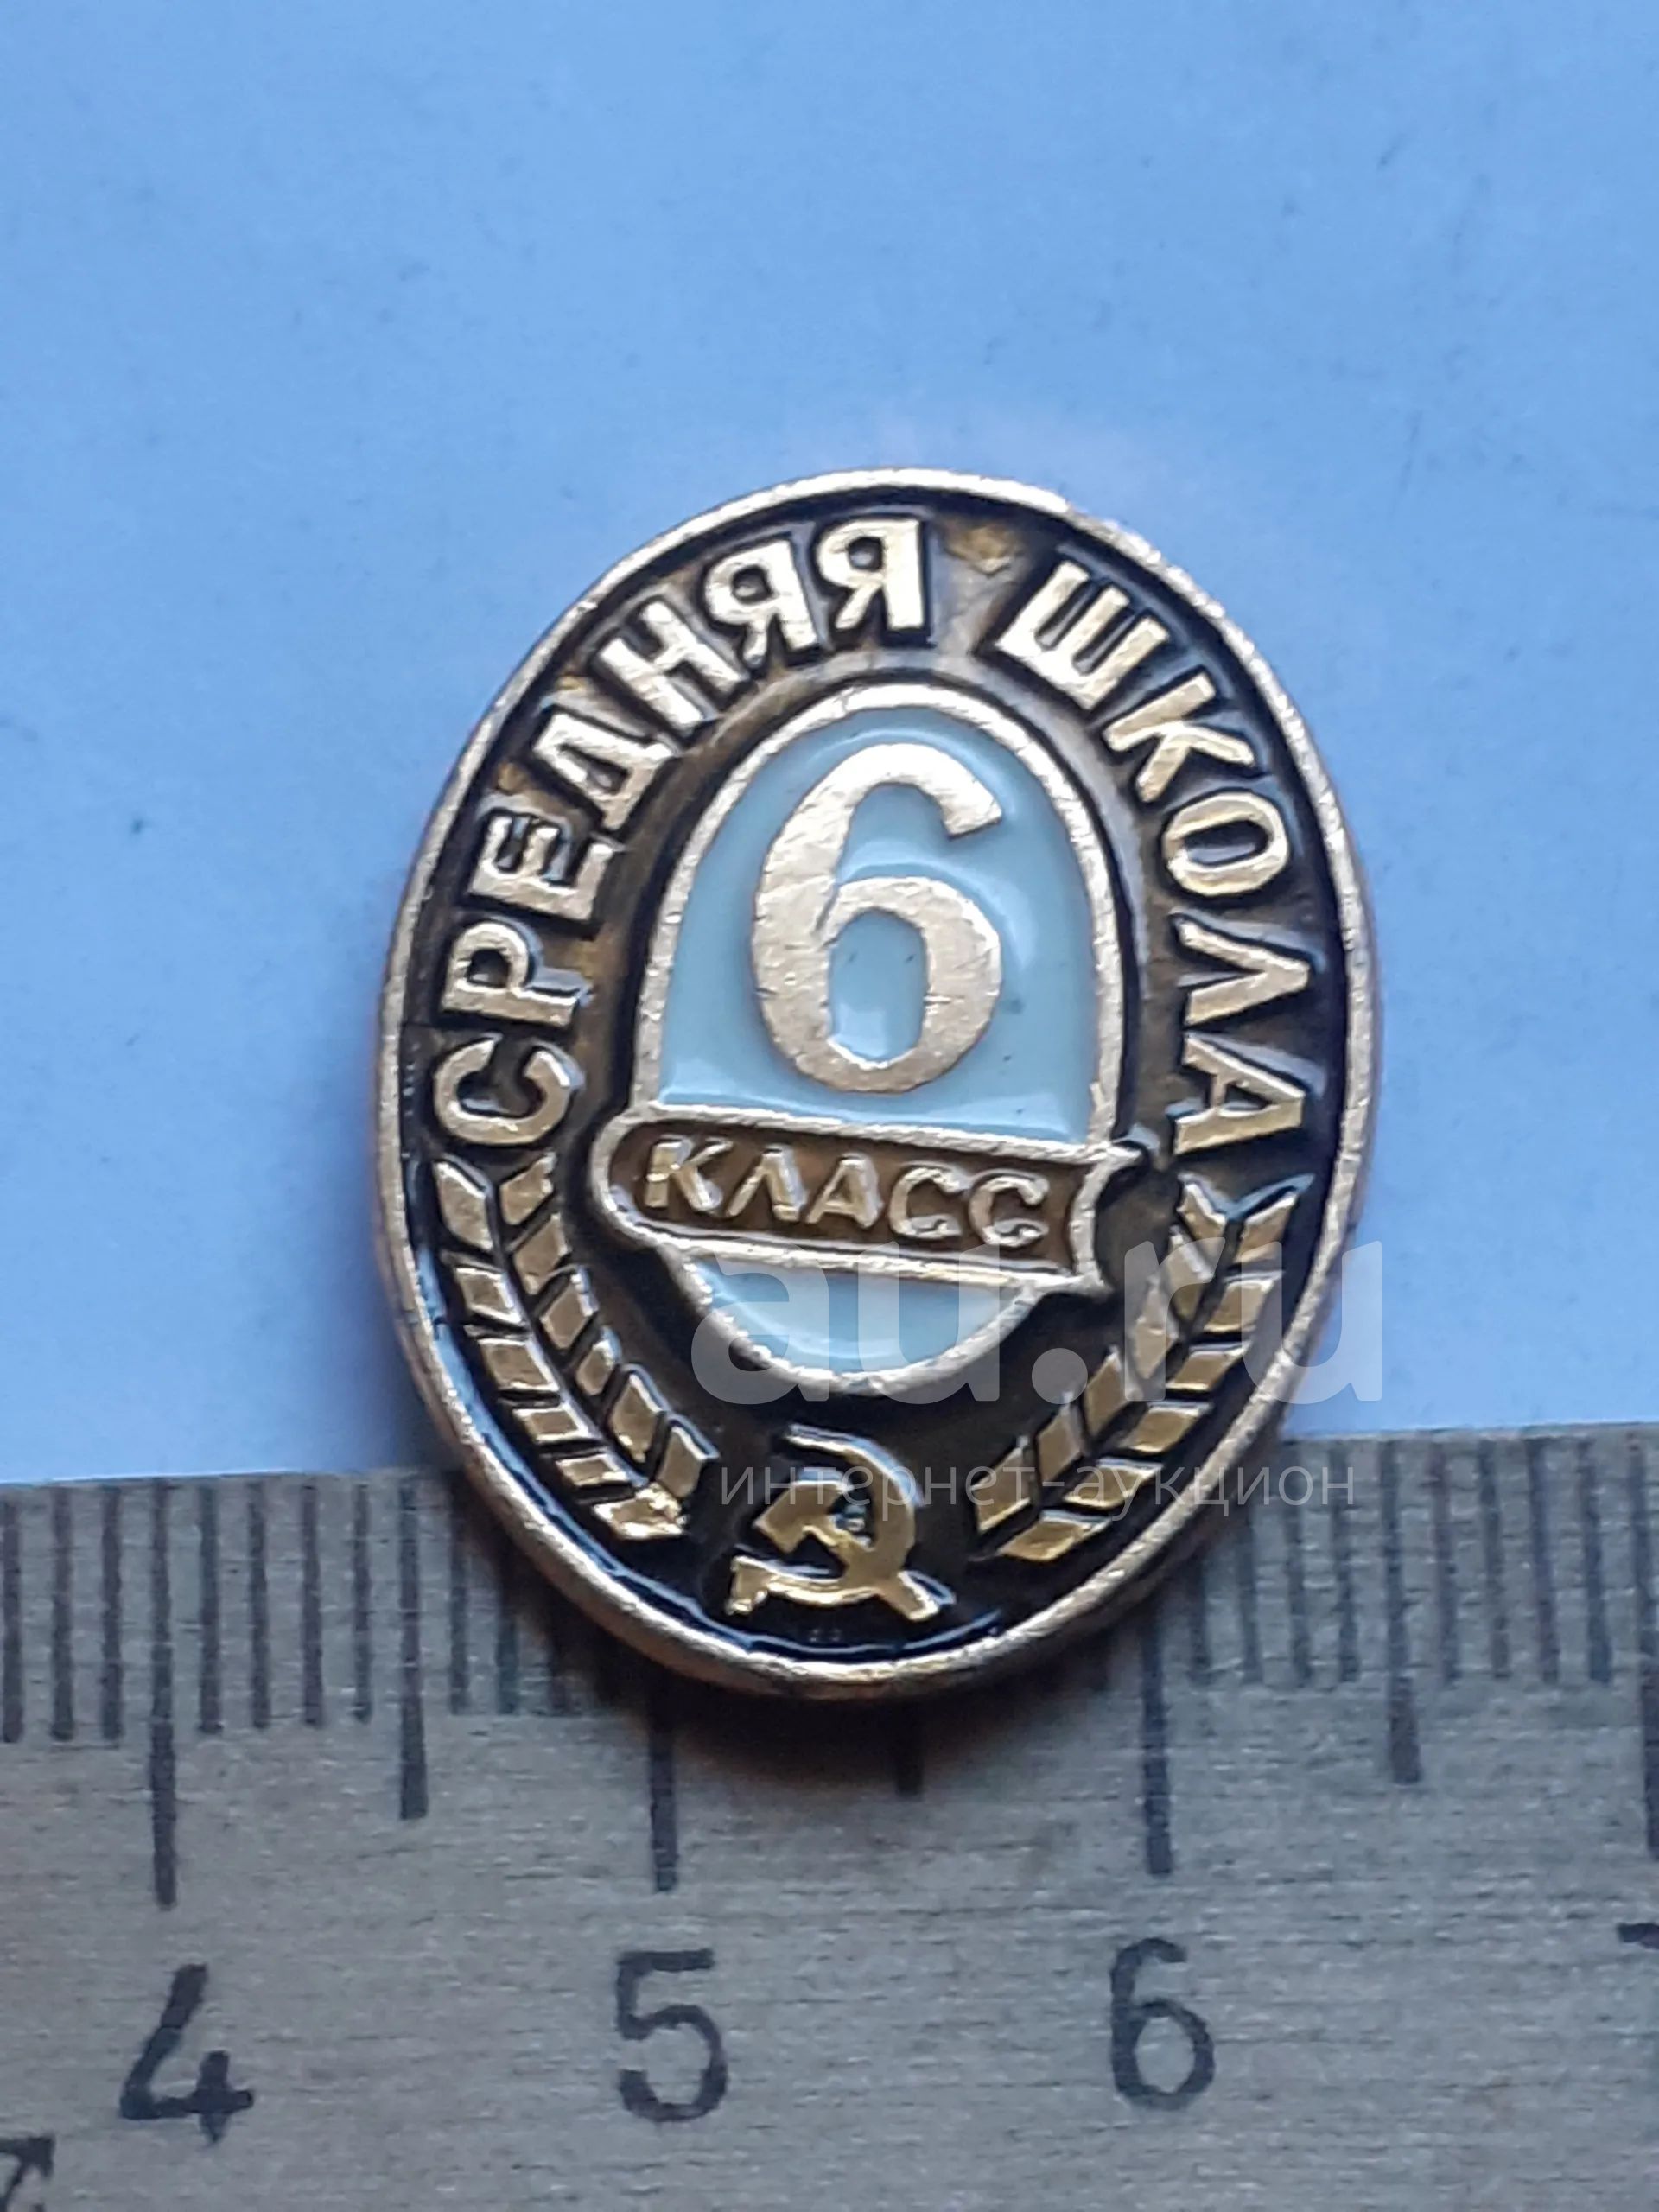 СРЕДНЯЯ ШКОЛА
6
КЛАСС
au.ru
интернет-аукцион
4 5 6